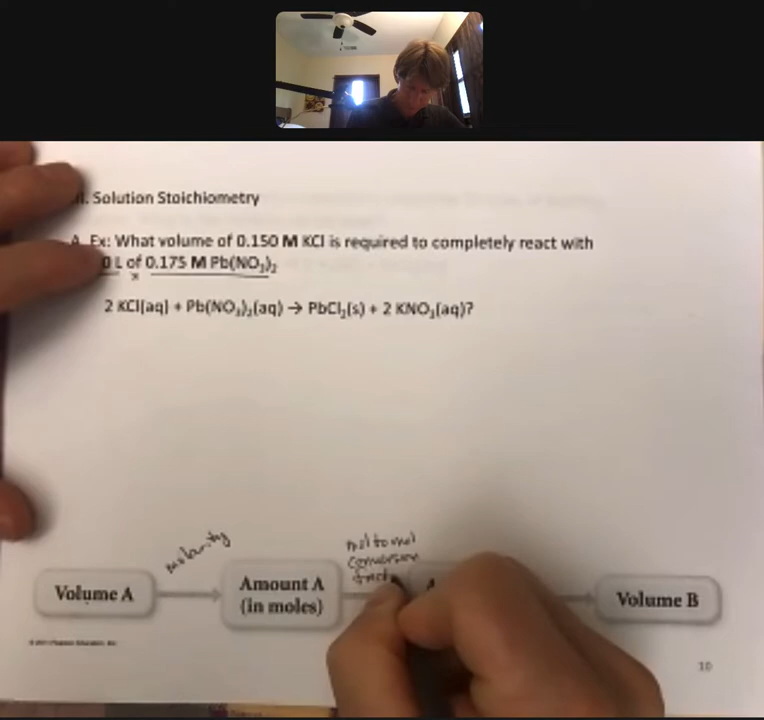 . Solution Stoichiometry
A. Ex: What volume of 0.150 M KCl is required to completely react with
0 L of 0.175 M Pb(NO₃)₂
x
2 KCl(aq) + Pb(NO₃)₂(aq) → PbCl₂(s) + 2 KNO₃(aq)?
molarity
mol to mol
conversion
fact
Volume A
Amount A
(in moles)
A
Volume B
10